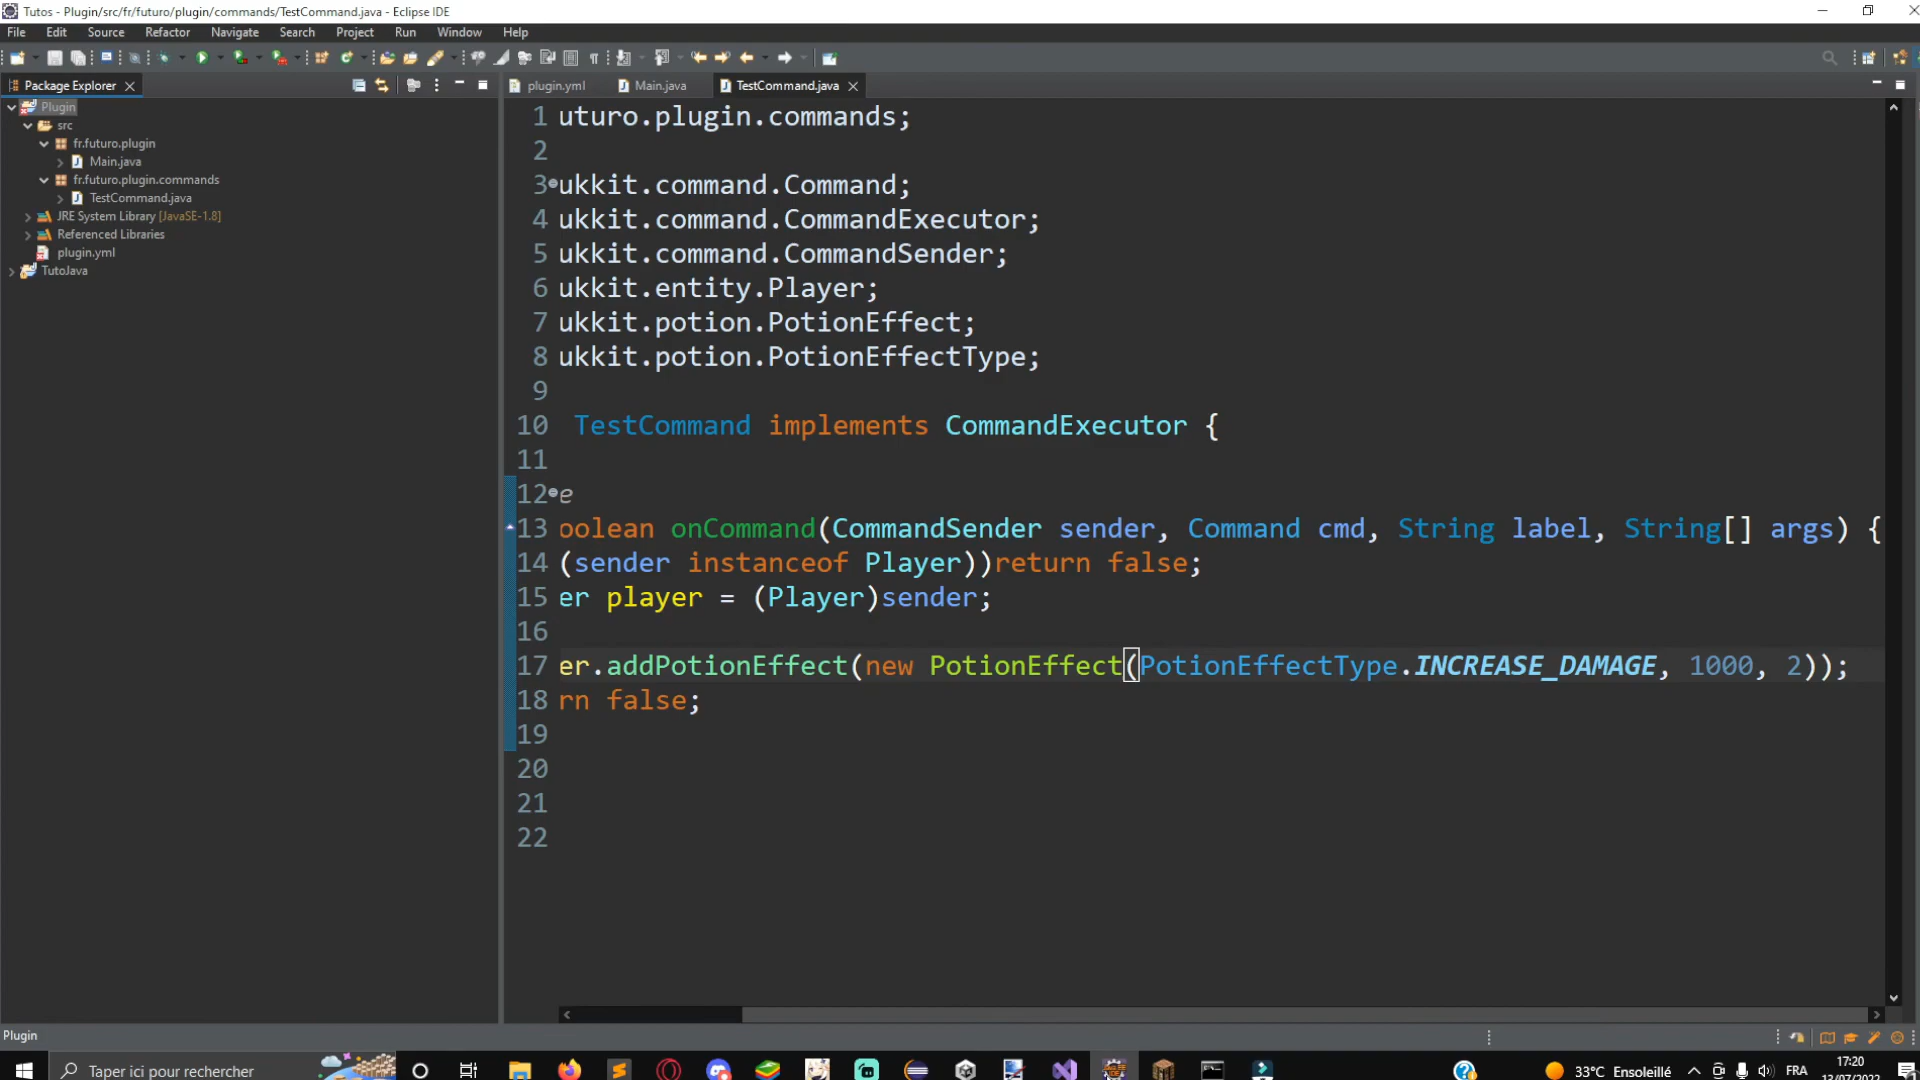 Tutos - Plugin/src/fr/futuro/plugin/commands/TestCommand.java - Eclipse IDE
File Edit Source Refactor Navigate Search Project Run Window Help
Package Explorer
plugin.yml Main.java TestCommand.java
Plugin
src
fr.futuro.plugin
Main.java
fr.futuro.plugin.commands
TestCommand.java
JRE System Library [JavaSE-1.8]
Referenced Libraries
plugin.yml
TutoJava
1 uturo.plugin.commands;
2
3 ukkit.command.Command;
4 ukkit.command.CommandExecutor;
5 ukkit.command.CommandSender;
6 ukkit.entity.Player;
7 ukkit.potion.PotionEffect;
8 ukkit.potion.PotionEffectType;
9
10 TestCommand implements CommandExecutor {
11
12 e
13 oolean onCommand(CommandSender sender, Command cmd, String label, String[] args) {
14 (sender instanceof Player))return false;
15 er player = (Player)sender;
16
17 er.addPotionEffect(new PotionEffect(PotionEffectType.INCREASE_DAMAGE, 1000, 2));
18 rn false;
19
20
21
22
Plugin
Taper ici pour rechercher
33°C Ensoleillé
FRA
17:20
13/07/2022